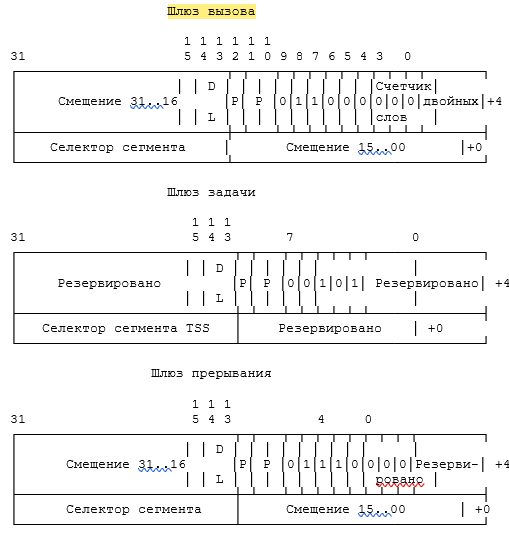 Шлюз вызова
1 1 1 1 1 1
31 5 4 3 2 1 0 9 8 7 6 5 4 3 0
D Счетчик
Смещение 31..16 |P| P |0|1|1|0|0|0|0|0|0|двойных|+4
L слов
Селектор сегмента | Смещение 15..00 |+0
Шлюз задачи
1 1 1
31 5 4 3 7 0
D
Резервировано |P| P |0|0|1|0|1| Резервировано| +4
L
Селектор сегмента TSS | Резервировано | +0
Шлюз прерывания
1 1 1
31 5 4 3 4 0
D
Смещение 31..16 |P| P |0|1|1|1|0|0|0|0|Резерви-| +4
L ровано
Селектор сегмента | Смещение 15..00 | +0